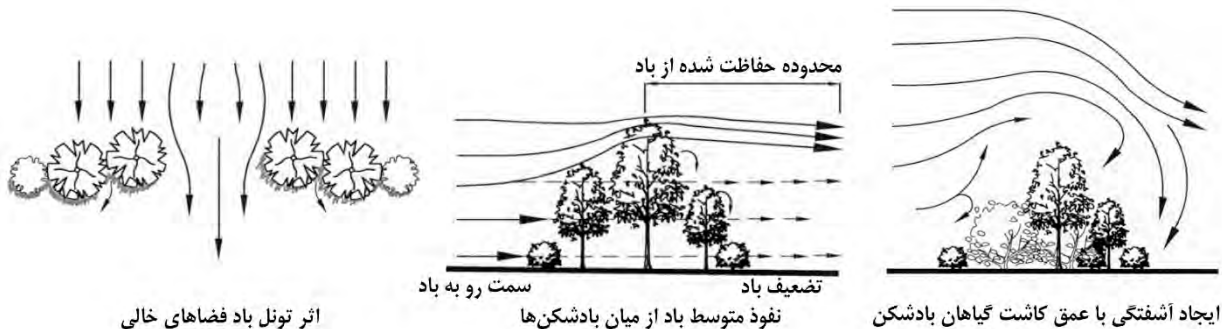 محدوده حفاظت شده از باد
سمت رو به باد
تضعیف باد
ایجاد آشفتگی با عمق کاشت گیاهان بادشکن
نفوذ متوسط باد از میان بادشکن‌ها
اثر تونل باد فضاهای خالی